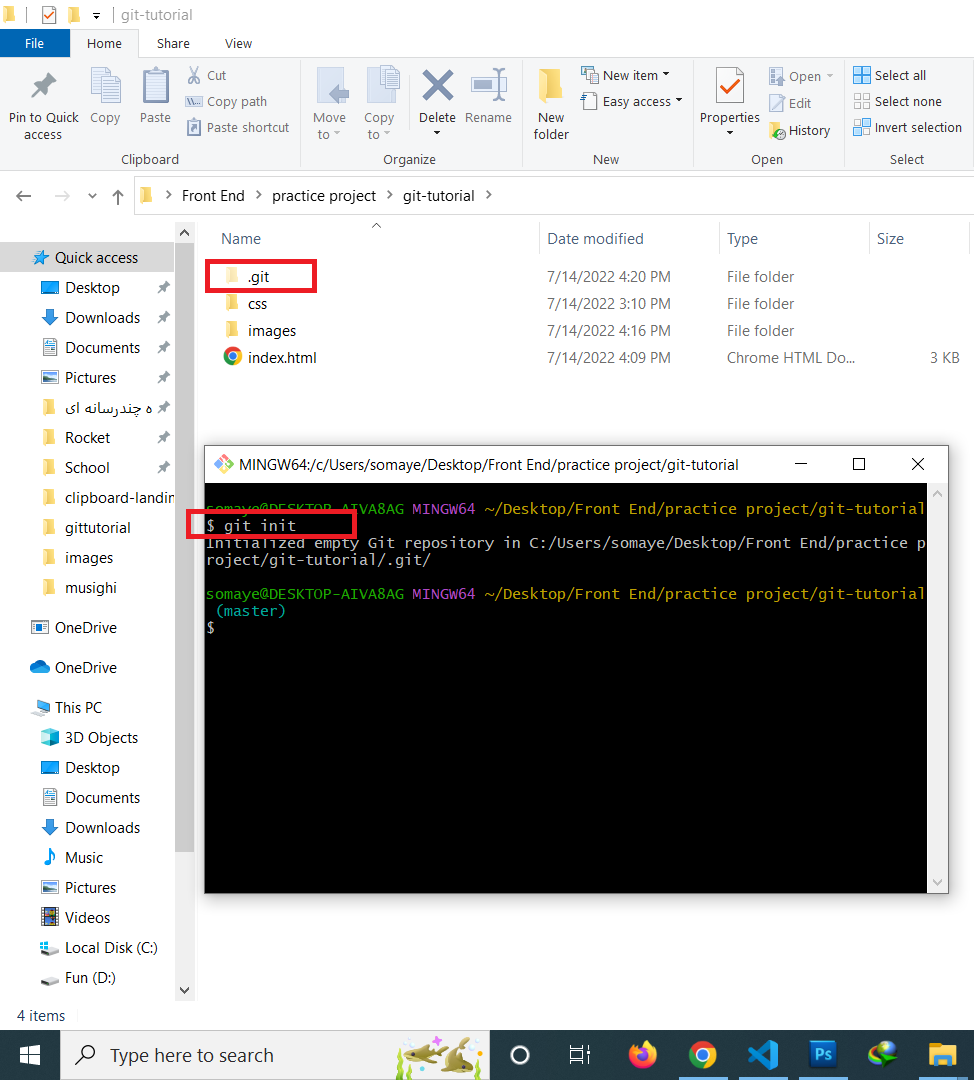 git-tutorial
File Home Share View
Pin to Quick access
Copy
Paste
Cut
Copy path
Paste shortcut
Clipboard
Move to
Copy to
Delete
Rename
Organize
New folder
New item
Easy access
New
Properties
Open
Edit
History
Open
Select all
Select none
Invert selection
Select
Front End > practice project > git-tutorial >
Name Date modified Type Size
.git 7/14/2022 4:20 PM File folder
css 7/14/2022 3:10 PM File folder
images 7/14/2022 4:16 PM File folder
index.html 7/14/2022 4:09 PM Chrome HTML Do... 3 KB
Quick access
Desktop
Downloads
Documents
Pictures
ه چندرسانه ای
Rocket
School
clipboard-landin
gittutorial
images
musighi
OneDrive
OneDrive
This PC
3D Objects
Desktop
Documents
Downloads
Music
Pictures
Videos
Local Disk (C:)
Fun (D:)
MINGW64:/c/Users/somaye/Desktop/Front End/practice project/git-tutorial
somaye@DESKTOP-AIVA8AG MINGW64 ~/Desktop/Front End/practice project/git-tutorial
$ git init
Initialized empty Git repository in C:/Users/somaye/Desktop/Front End/practice p
roject/git-tutorial/.git/
somaye@DESKTOP-AIVA8AG MINGW64 ~/Desktop/Front End/practice project/git-tutorial
(master)
$
4 items
Type here to search
Ps